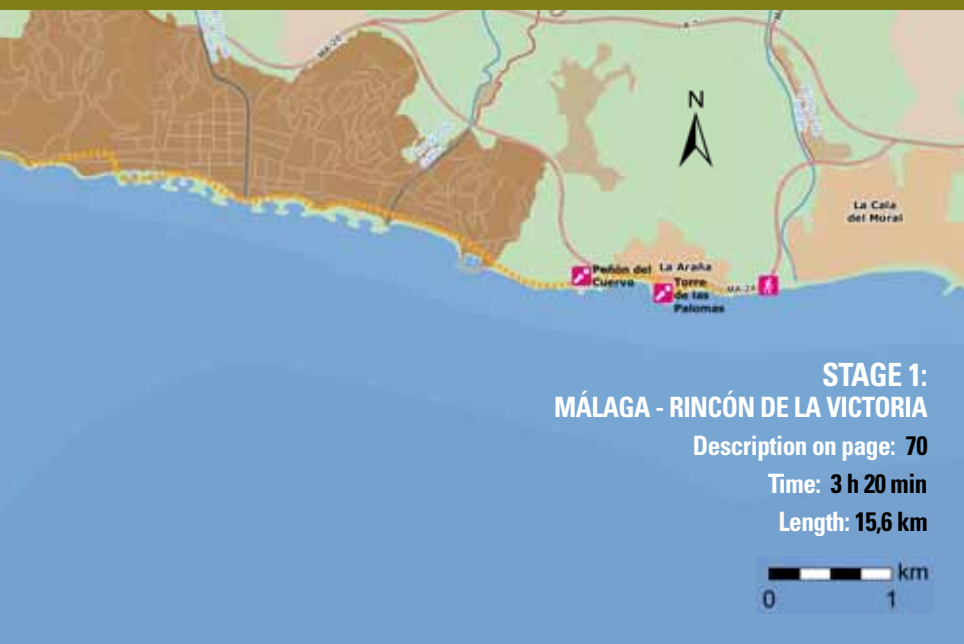 MA-20
N
La Cala
del Moral
Peñón del
Cuervo
La Araña
Torre
de las
Palomas
MA-24
STAGE 1:
MÁLAGA - RINCÓN DE LA VICTORIA
Description on page: 70
Time: 3 h 20 min
Length: 15,6 km
km
0 1